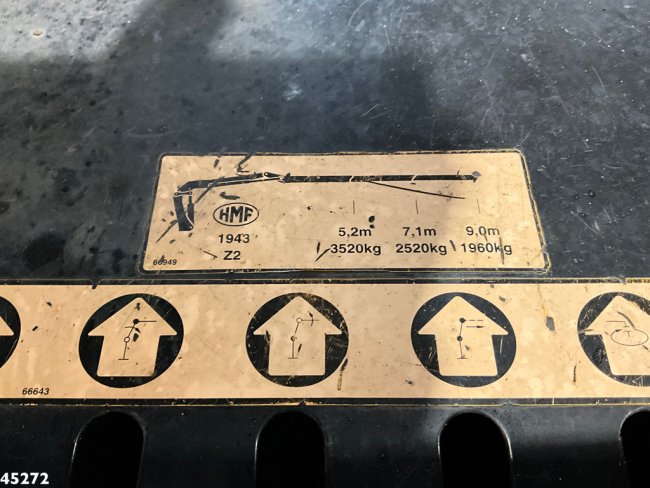 HMF
1943
Z2
5,2m 7,1m 9,0m
3520kg 2520kg 1960kg
66949
66643
45272